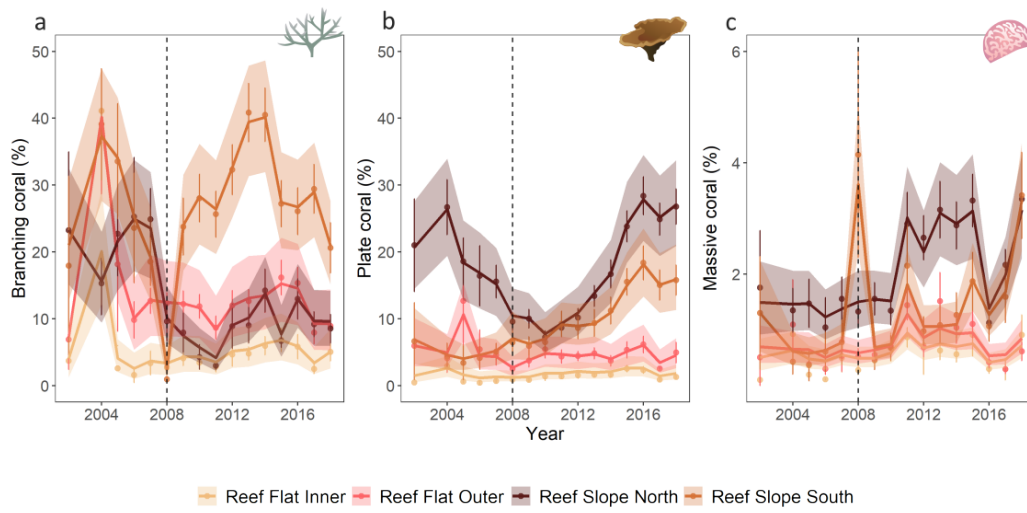 a
b
c
Branching coral (%)
50
40
30
20
10
0
2004 2008 2012 2016
Plate coral (%)
50
40
30
20
10
0
2004 2008 2012 2016
Massive coral (%)
6
4
2
2004 2008 2012 2016
Year
Reef Flat Inner Reef Flat Outer Reef Slope North Reef Slope South